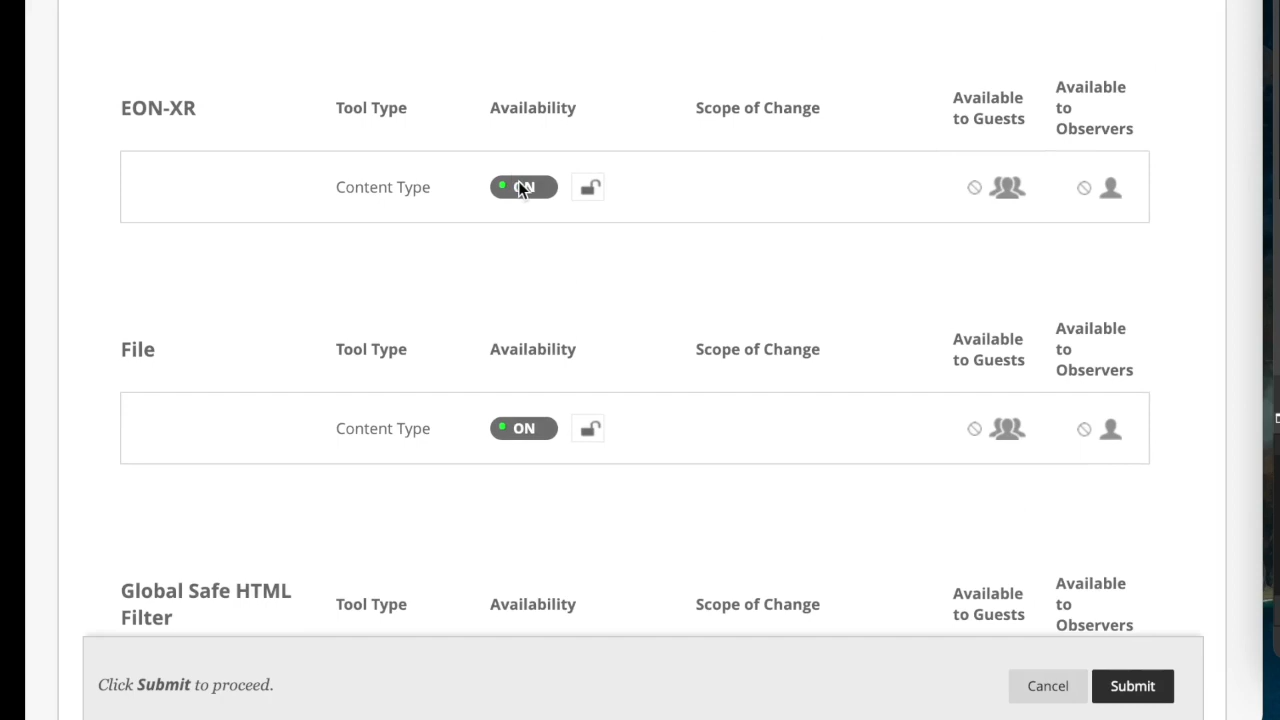 EON-XR Tool Type Availability Scope of Change Available to Guests Available to Observers
Content Type ON
File Tool Type Availability Scope of Change Available to Guests Available to Observers
Content Type ON
Global Safe HTML Filter Tool Type Availability Scope of Change Available to Guests Available to Observers
Click Submit to proceed. Cancel Submit